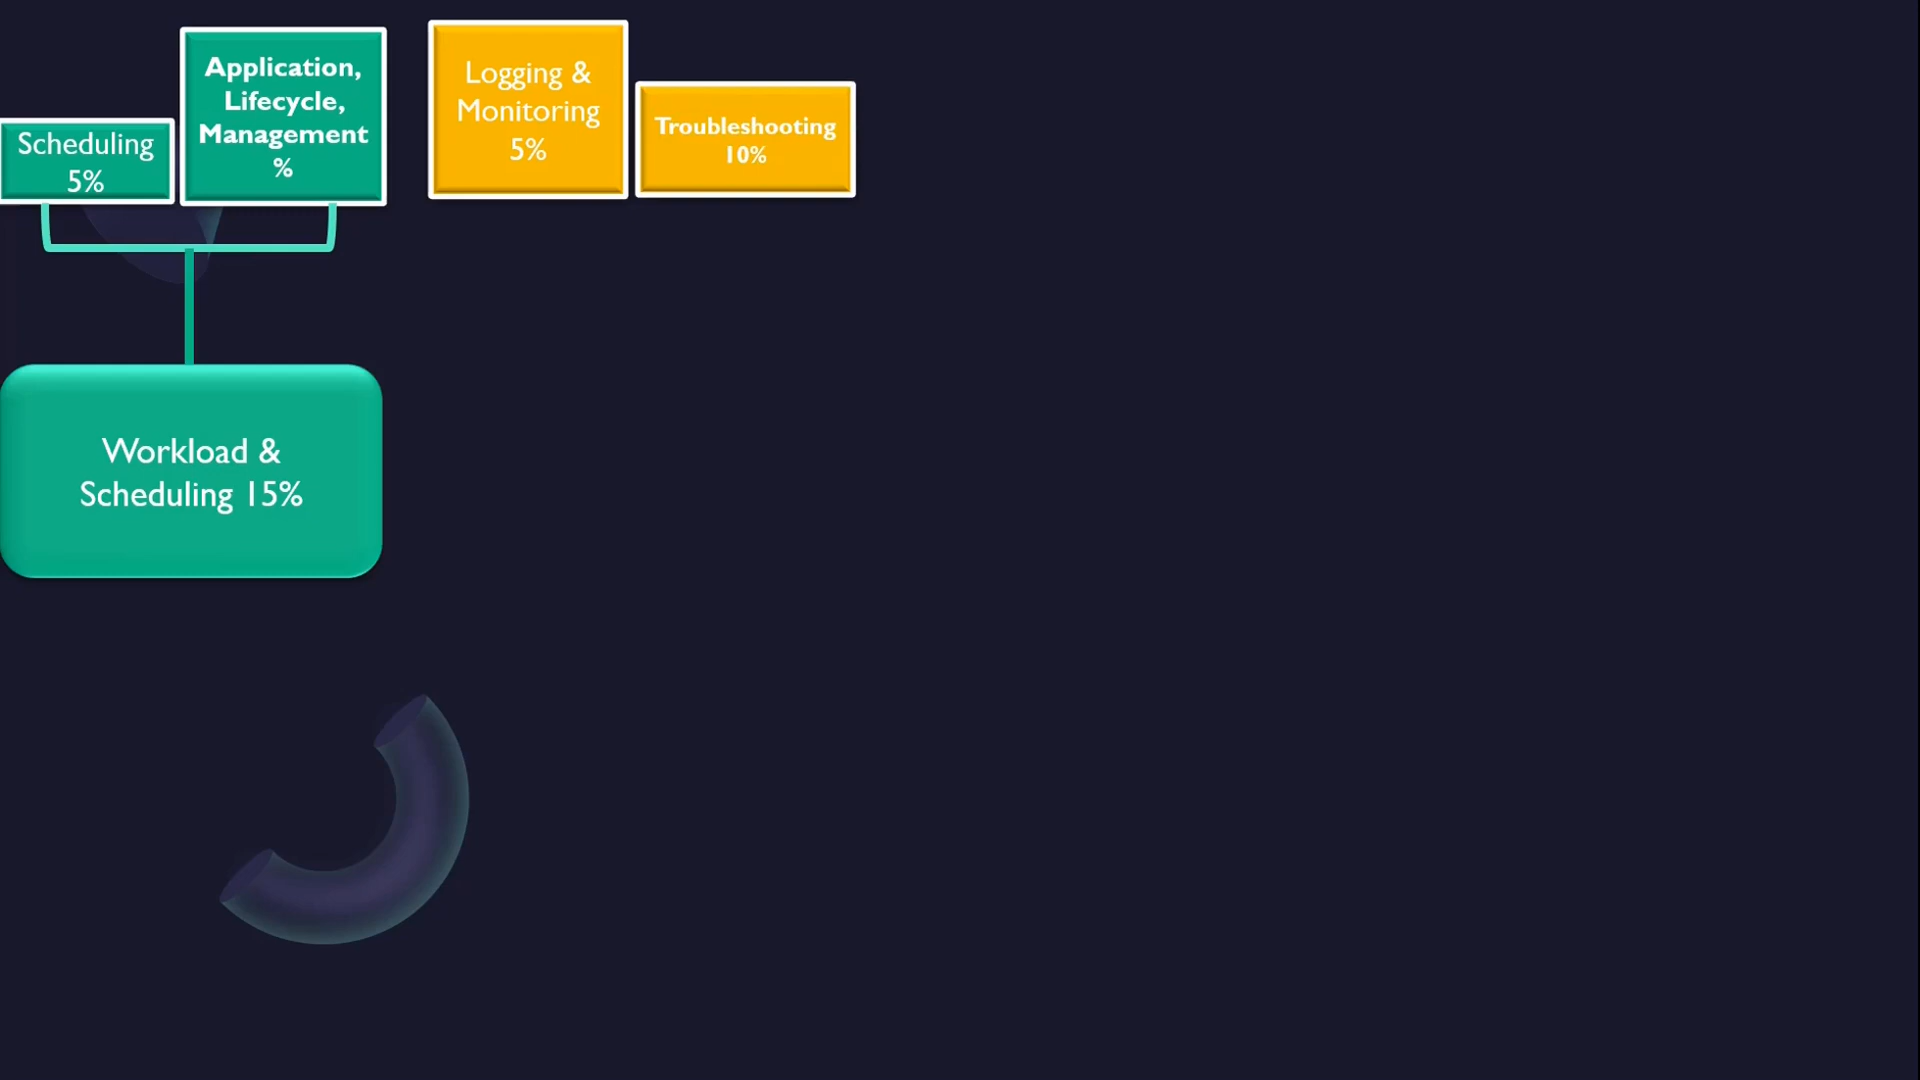 Scheduling
5%
Application,
Lifecycle,
Management
%
Logging &
Monitoring
5%
Troubleshooting
10%
Workload &
Scheduling 15%